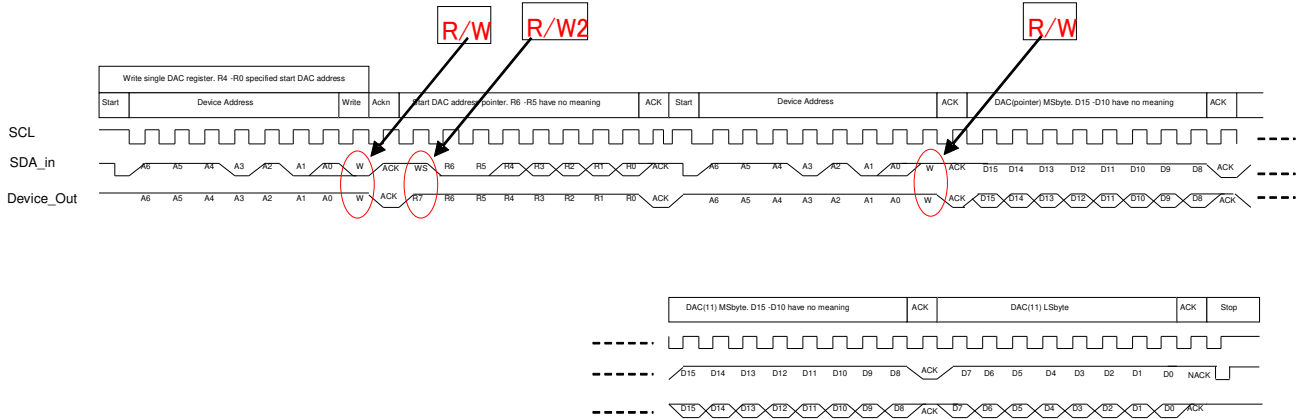 R/W R/W2 R/W
Write single DAC register. R4 -R0 specified start DAC address
Start Device Address Write Ackn Start DAC address pointer. R6 -R5 have no meaning ACK Start Device Address ACK DAC(pointer) MSbyte. D15 -D10 have no meaning ACK
SCL
SDA_in A6 A5 A4 A3 A2 A1 A0 W ACK WS R6 R5 R4 R3 R2 R1 R0 ACK A6 A5 A4 A3 A2 A1 A0 W ACK D15 D14 D13 D12 D11 D10 D9 D8 ACK
Device_Out A6 A5 A4 A3 A2 A1 A0 W ACK R7 R6 R5 R4 R3 R2 R1 R0 ACK A6 A5 A4 A3 A2 A1 A0 W ACK D15 D14 D13 D12 D11 D10 D9 D8 ACK
DAC(11) MSbyte. D15 -D10 have no meaning ACK DAC(11) LSbyte ACK Stop
D15 D14 D13 D12 D11 D10 D9 D8 ACK D7 D6 D5 D4 D3 D2 D1 D0 NACK
D15 D14 D13 D12 D11 D10 D9 D8 ACK D7 D6 D5 D4 D3 D2 D1 D0 ACK